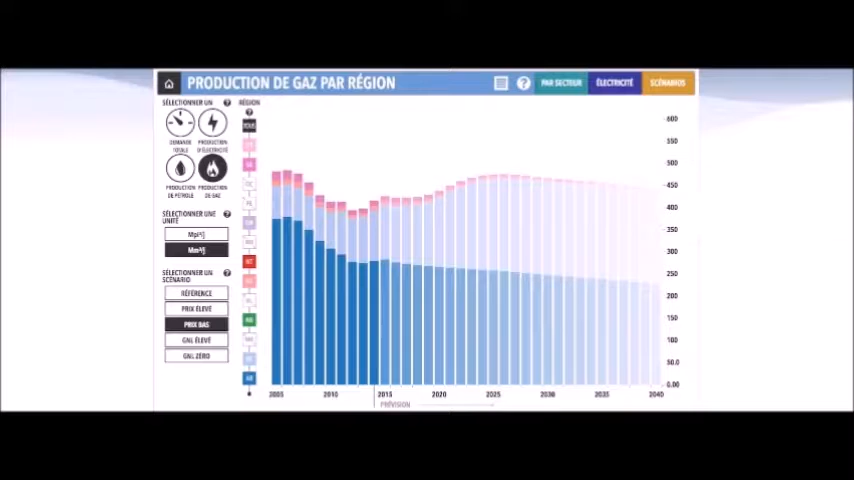 PRODUCTION DE GAZ PAR RÉGION
PAR SECTEUR
ÉLECTRICITÉ
SCÉNARIOS
SÉLECTIONNER UN
RÉGION
DEMANDE TOTALE
PRODUCTION D'ÉLECTRICITÉ
PRODUCTION DE PÉTROLE
PRODUCTION DE GAZ
SÉLECTIONNER UNE
UNITÉ
SÉLECTIONNER UN
SCÉNARIO
RÉFÉRENCE
PRIX ÉLEVÉ
PRIX BAS
GNL ÉLEVÉ
GNL ZÉRO
600
550
500
450
400
350
300
250
200
150
100
50.0
0.00
2005
2010
2015
2020
2025
2030
2035
2040
PRÉVISION